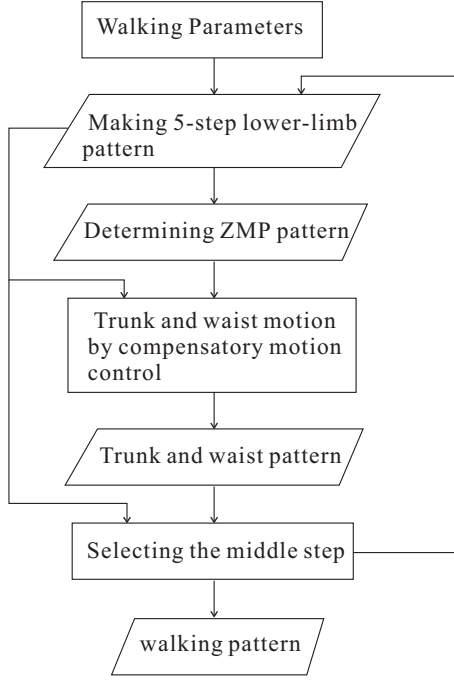 Walking Parameters
Making 5-step lower-limb
pattern
Determining ZMP pattern
Trunk and waist motion
by compensatory motion
control
Trunk and waist pattern
Selecting the middle step
walking pattern